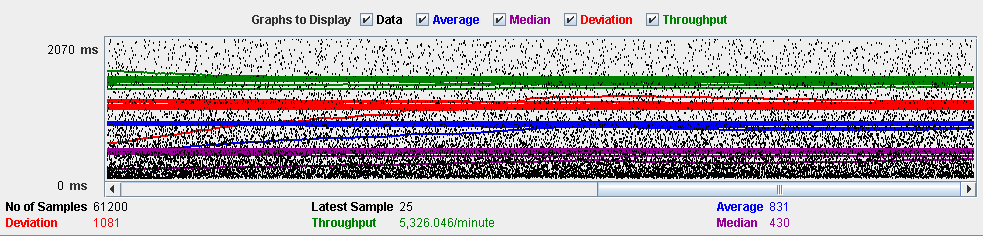 Graphs to Display Data Average Median Deviation Throughput
2070 ms
0 ms
No of Samples 61200 Latest Sample 25 Average 831
Deviation 1081 Throughput 5,326.046/minute Median 430